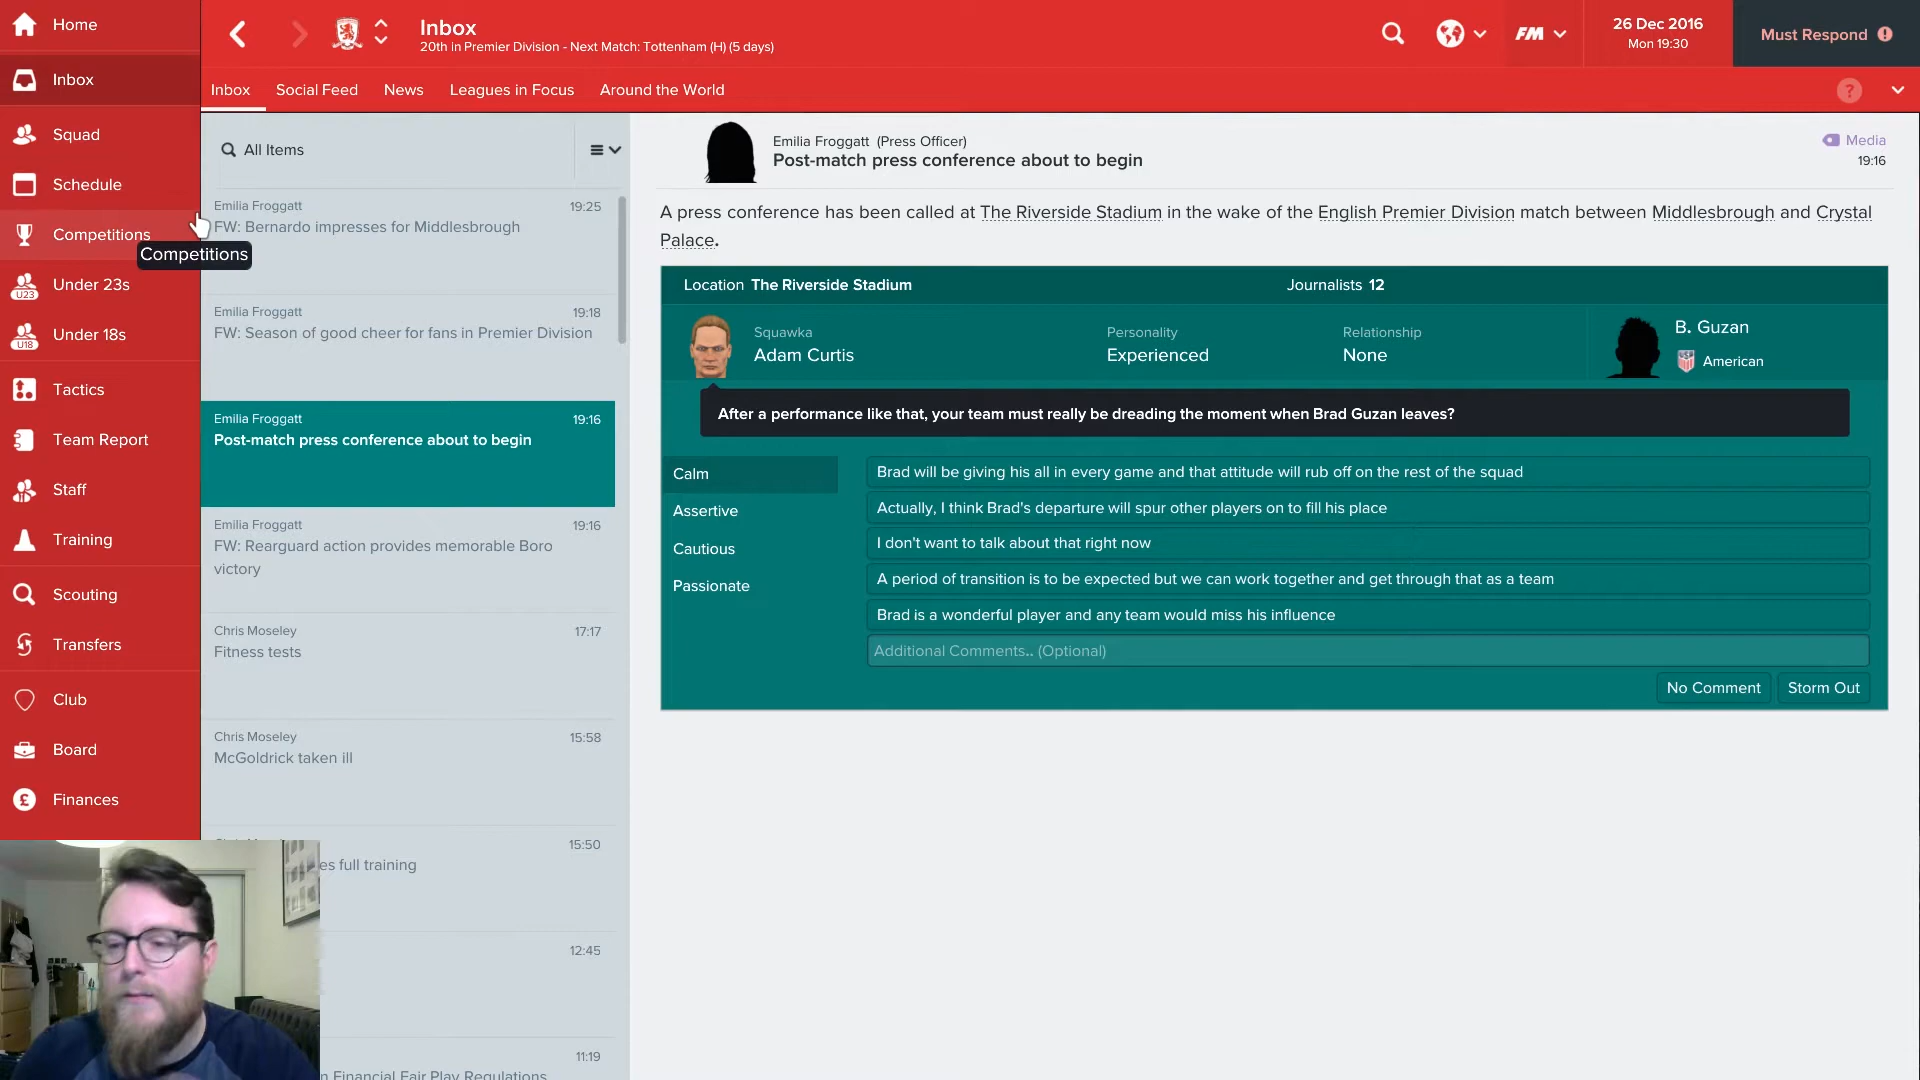 Home
Inbox
20th in Premier Division - Next Match: Tottenham (H) (5 days)
FM
26 Dec 2016
Mon 19:30
Must Respond
Inbox
Squad
Schedule
Competitions
Competitions
Under 23s
U23
Under 18s
U18
Tactics
Team Report
Staff
Training
Scouting
Transfers
Club
Board
Finances
Inbox Social Feed News Leagues in Focus Around the World
?
All Items
Emilia Froggatt 19:25
FW: Bernardo impresses for Middlesbrough
Emilia Froggatt 19:18
FW: Season of good cheer for fans in Premier Division
Emilia Froggatt 19:16
Post-match press conference about to begin
Emilia Froggatt 19:16
FW: Rearguard action provides memorable Boro
victory
Chris Moseley 17:17
Fitness tests
Chris Moseley 15:58
McGoldrick taken ill
15:50
es full training
12:45
11:19
n Financial Fair Play Regulations
Emilia Froggatt (Press Officer)
Post-match press conference about to begin
Media
19:16
A press conference has been called at The Riverside Stadium in the wake of the English Premier Division match between Middlesbrough and Crystal
Palace.
Location The Riverside Stadium Journalists 12
Squawka Personality Relationship
Adam Curtis Experienced None
B. Guzan
American
After a performance like that, your team must really be dreading the moment when Brad Guzan leaves?
Calm
Assertive
Cautious
Passionate
Brad will be giving his all in every game and that attitude will rub off on the rest of the squad
Actually, I think Brad's departure will spur other players on to fill his place
I don't want to talk about that right now
A period of transition is to be expected but we can work together and get through that as a team
Brad is a wonderful player and any team would miss his influence
Additional Comments.. (Optional)
No Comment Storm Out